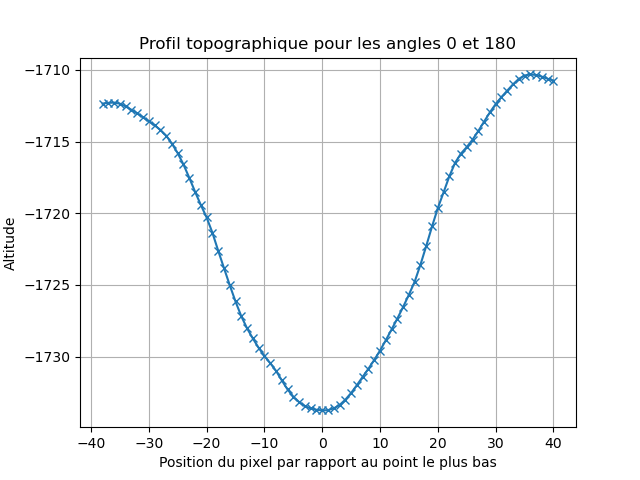 Profil topographique pour les angles 0 et 180
−1710
−1715
−1720
−1725
−1730
Altitude
−40 −30 −20 −10 0 10 20 30 40
Position du pixel par rapport au point le plus bas